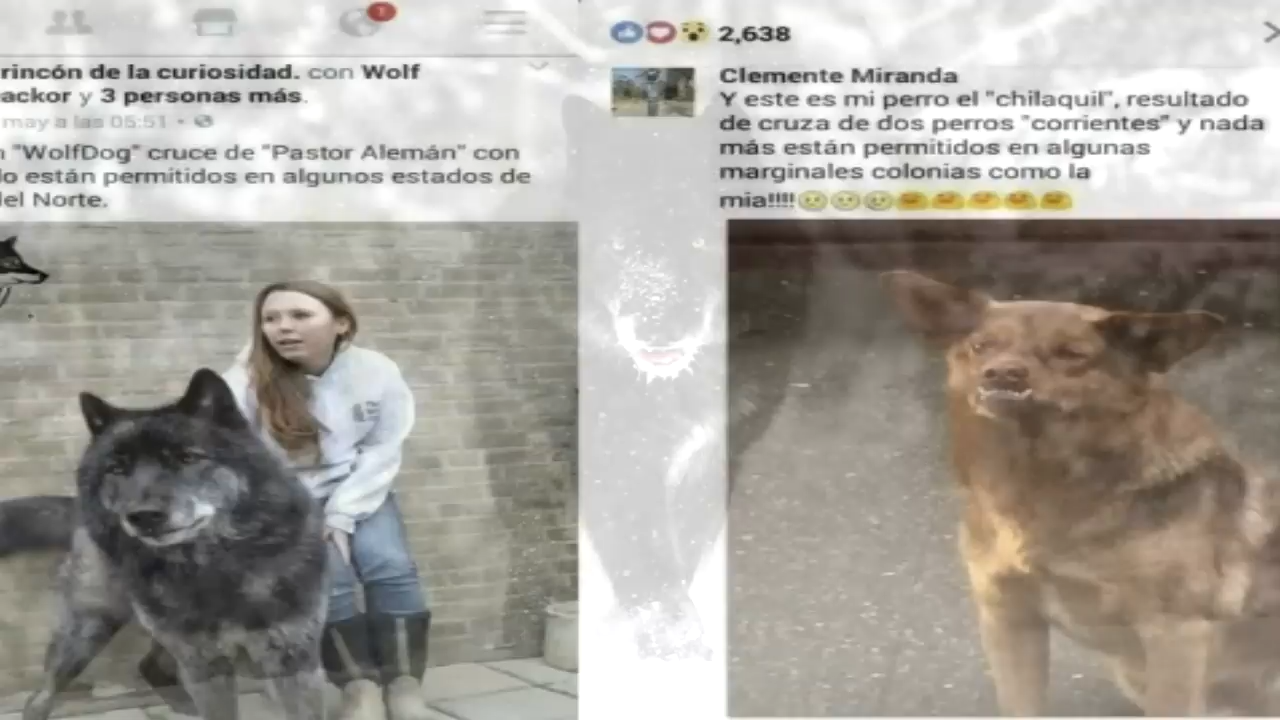 1
rincón de la curiosidad. con Wolf
ackor y 3 personas más.
may a las 05:51
"WolfDog" cruce de "Pastor Alemán" con
lo están permitidos en algunos estados de
del Norte.
2,638
Clemente Miranda
Y este es mi perro el "chilaquil", resultado
de cruza de dos perros "corrientes" y nada
más están permitidos en algunas
marginales colonias como la
mia!!!!